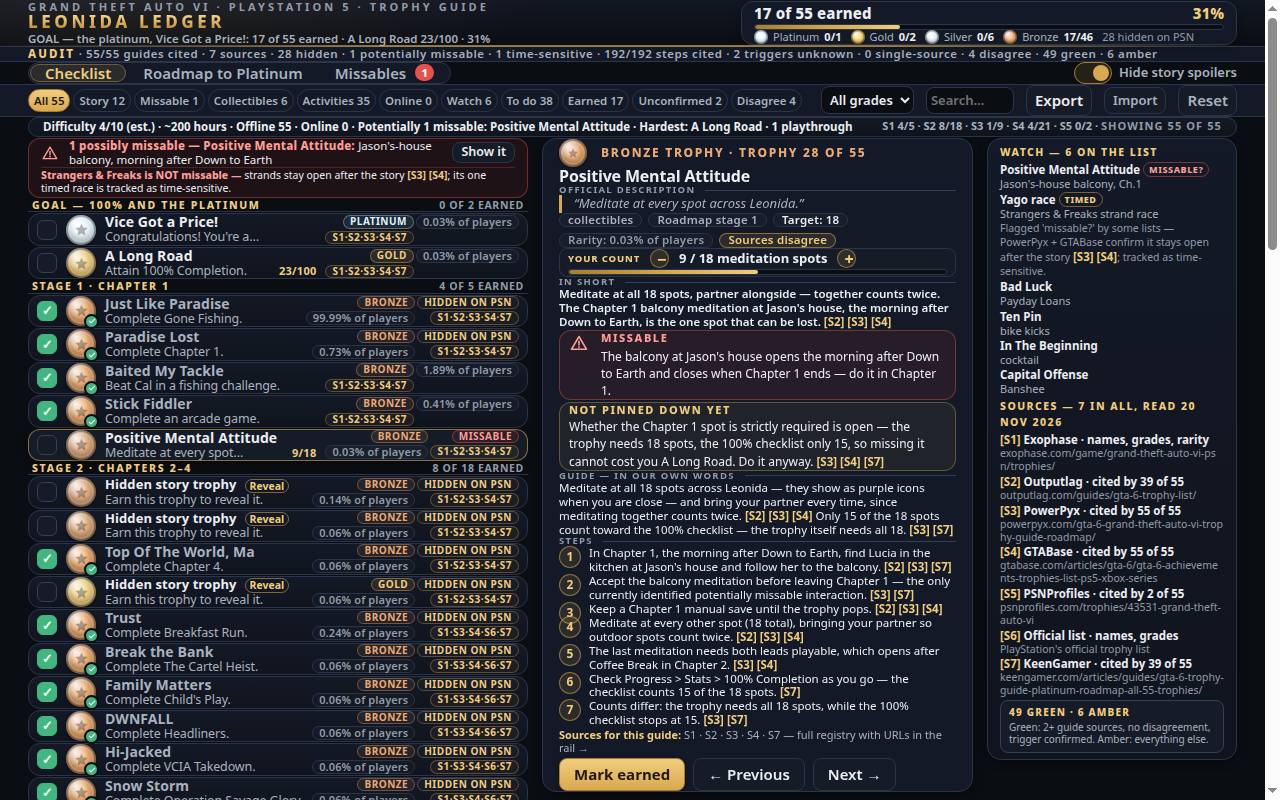 GRAND THEFT AUTO VI · PLAYSTATION 5 · TROPHY GUIDE
LEONIDA LEDGER
GOAL — the platinum, Vice Got a Price!: 17 of 55 earned · A Long Road 23/100 · 31%
17 of 55 earned 31%
Platinum 0/1 Gold 0/2 Silver 0/6 Bronze 17/46 28 hidden on PSN
AUDIT · 55/55 guides cited · 7 sources · 28 hidden · 1 potentially missable · 1 time-sensitive · 192/192 steps cited · 2 triggers unknown · 0 single-source · 4 disagree · 49 green · 6 amber
Checklist Roadmap to Platinum Missables 1 Hide story spoilers
All 55 Story 12 Missable 1 Collectibles 6 Activities 35 Online 0 Watch 6 To do 38 Earned 17 Unconfirmed 2 Disagree 4 All grades Search... Export Import Reset
Difficulty 4/10 (est.) · ~200 hours · Offline 55 · Online 0 · Potentially 1 missable: Positive Mental Attitude · Hardest: A Long Road · 1 playthrough S1 4/5 · S2 8/18 · S3 1/9 · S4 4/21 · S5 0/2 · SHOWING 55 OF 55
1 possibly missable — Positive Mental Attitude: Jason's-house
balcony, morning after Down to Earth
Show it
Strangers & Freaks is NOT missable — strands stay open after the story [S3] [S4]; its one
timed race is tracked as time-sensitive.
GOAL — 100% AND THE PLATINUM 0 OF 2 EARNED
Vice Got a Price! PLATINUM 0.03% of players
Congratulations! You're a... S1·S2·S3·S4·S7
A Long Road GOLD 0.03% of players
Attain 100% Completion. 23/100 S1·S2·S3·S4·S7
STAGE 1 · CHAPTER 1 4 OF 5 EARNED
Just Like Paradise BRONZE HIDDEN ON PSN
Complete Gone Fishing. 99.99% of players S1·S2·S3·S4·S7
Paradise Lost BRONZE HIDDEN ON PSN
Complete Chapter 1. 0.73% of players S1·S2·S3·S4·S7
Baited My Tackle BRONZE 1.89% of players
Beat Cal in a fishing challenge. S1·S2·S3·S4·S7
Stick Fiddler BRONZE 0.41% of players
Complete an arcade game. S1·S2·S3·S4·S7
Positive Mental Attitude BRONZE MISSABLE
Meditate at every spot... 9/18 0.03% of players S1·S2·S3·S4·S7
STAGE 2 · CHAPTERS 2–4 8 OF 18 EARNED
Hidden story trophy Reveal BRONZE HIDDEN ON PSN
Earn this trophy to reveal it. 0.14% of players S1·S2·S3·S4·S7
Hidden story trophy Reveal BRONZE HIDDEN ON PSN
Earn this trophy to reveal it. 0.06% of players S1·S2·S3·S4·S7
Top Of The World, Ma BRONZE HIDDEN ON PSN
Complete Chapter 4. 0.06% of players S1·S2·S3·S4·S7
Hidden story trophy Reveal GOLD HIDDEN ON PSN
Earn this trophy to reveal it. 0.06% of players S1·S2·S3·S4·S7
Trust BRONZE HIDDEN ON PSN
Complete Breakfast Run. 0.24% of players S1·S2·S3·S4·S7
Break the Bank BRONZE HIDDEN ON PSN
Complete The Cartel Heist. 0.06% of players S1·S3·S4·S6·S7
Family Matters BRONZE HIDDEN ON PSN
Complete Child's Play. 0.06% of players S1·S3·S4·S6·S7
DWNFALL BRONZE HIDDEN ON PSN
Complete Headliners. 0.06% of players S1·S3·S4·S6·S7
Hi-Jacked BRONZE HIDDEN ON PSN
Complete VCIA Takedown. 0.06% of players S1·S3·S4·S6·S7
Snow Storm BRONZE HIDDEN ON PSN
BRONZE TROPHY · TROPHY 28 OF 55
Positive Mental Attitude
OFFICIAL DESCRIPTION
“Meditate at every spot across Leonida.”
collectibles Roadmap stage 1 Target: 18
Rarity: 0.03% of players Sources disagree
YOUR COUNT − 9 / 18 meditation spots +
IN SHORT
Meditate at all 18 spots, partner alongside — together counts twice.
The Chapter 1 balcony meditation at Jason's house, the morning after
Down to Earth, is the one spot that can be lost. [S2] [S3] [S4]
MISSABLE
The balcony at Jason's house opens the morning after Down
to Earth and closes when Chapter 1 ends — do it in Chapter
1.
NOT PINNED DOWN YET
Whether the Chapter 1 spot is strictly required is open — the
trophy needs 18 spots, the 100% checklist only 15, so missing it
cannot cost you A Long Road. Do it anyway. [S3] [S4] [S7]
GUIDE — IN OUR OWN WORDS
Meditate at all 18 spots across Leonida — they show as purple icons
when you are close — and bring your partner every time, since
meditating together counts twice. [S2] [S3] [S4] Only 15 of the 18 spots
count toward the 100% checklist — the trophy itself needs all 18. [S3] [S7]
STEPS
1 In Chapter 1, the morning after Down to Earth, find Lucia in the
kitchen at Jason's house and follow her to the balcony. [S2] [S3] [S7]
2 Accept the balcony meditation before leaving Chapter 1 — the only
currently identified potentially missable interaction. [S3] [S7]
3 Keep a Chapter 1 manual save until the trophy pops. [S2] [S3] [S4]
4 Meditate at every other spot (18 total), bringing your partner so
outdoor spots count twice. [S2] [S3] [S4]
5 The last meditation needs both leads playable, which opens after
Coffee Break in Chapter 2. [S3] [S4]
6 Check Progress > Stats > 100% Completion as you go — the
checklist counts 15 of the 18 spots. [S7]
7 Counts differ: the trophy needs all 18 spots, while the 100%
checklist stops at 15. [S3] [S7]
Sources for this guide: S1 · S2 · S3 · S4 · S7 — full registry with URLs in the
rail →
Mark earned ← Previous Next →
WATCH — 6 ON THE LIST
Positive Mental Attitude MISSABLE?
Jason's-house balcony, Ch.1
Yago race TIMED
Strangers & Freaks strand race
Flagged 'missable?' by some lists —
PowerPyx + GTABase confirm it stays open
after the story [S3] [S4]; tracked as time-
sensitive.
Bad Luck
Payday Loans
Ten Pin
bike kicks
In The Beginning
cocktail
Capital Offense
Banshee
SOURCES — 7 IN ALL, READ 20
NOV 2026
[S1] Exophase · names, grades, rarity
exophase.com/game/grand-theft-auto-vi-ps
n/trophies/
[S2] Outputlag · cited by 39 of 55
outputlag.com/guides/gta-6-trophy-list/
[S3] PowerPyx · cited by 55 of 55
powerpyx.com/gta-6-grand-theft-auto-vi-trop
hy-guide-roadmap/
[S4] GTABase · cited by 55 of 55
gtabase.com/articles/gta-6/gta-6-achieveme
nts-trophies-list-ps5-xbox-series
[S5] PSNProfiles · cited by 2 of 55
psnprofiles.com/trophies/43531-grand-theft-
auto-vi
[S6] Official list · names, grades
PlayStation's official trophy list
[S7] KeenGamer · cited by 39 of 55
keengamer.com/articles/guides/gta-6-trophy-
guide-platinum-roadmap-all-55-trophies/
49 GREEN · 6 AMBER
Green: 2+ guide sources, no disagreement,
trigger confirmed. Amber: everything else.